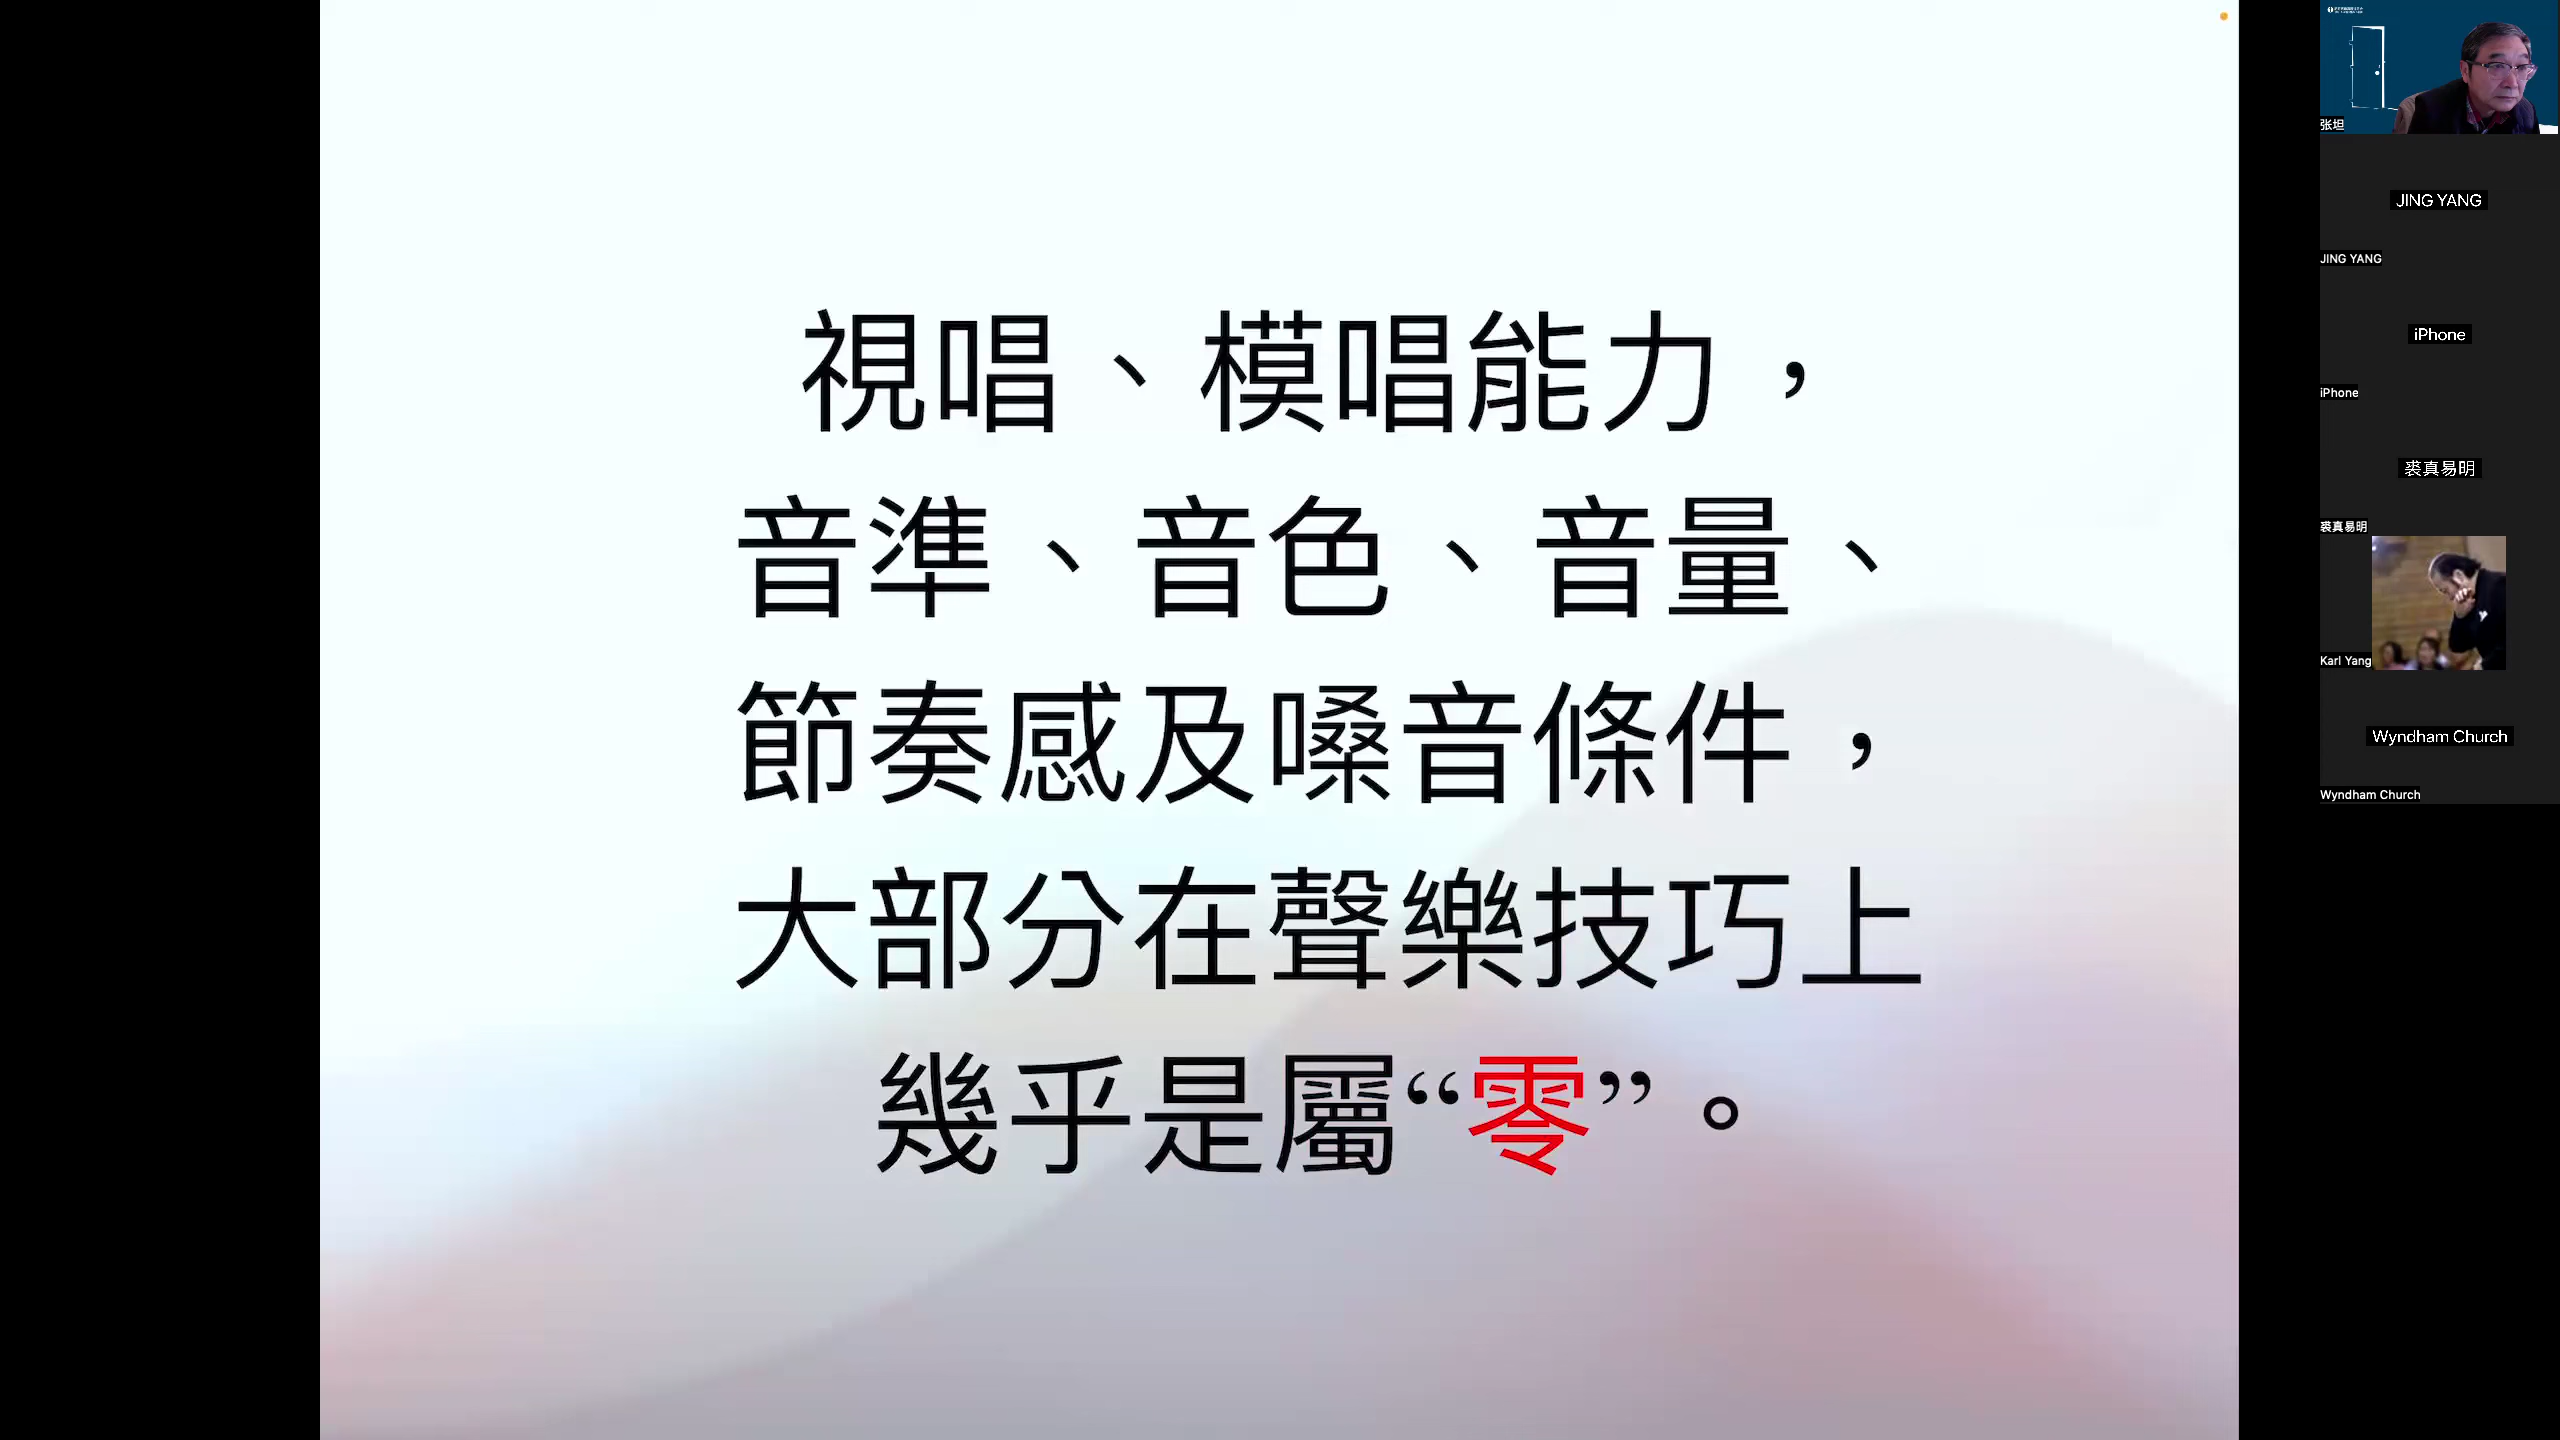 視唱、模唱能力，
音準、音色、音量、
節奏感及嗓音條件，
大部分在聲樂技巧上
幾乎是屬“零”。
张坦
JING YANG
JING YANG
iPhone
iPhone
裘真易明
裘真易明
Karl Yang
Wyndham Church
Wyndham Church